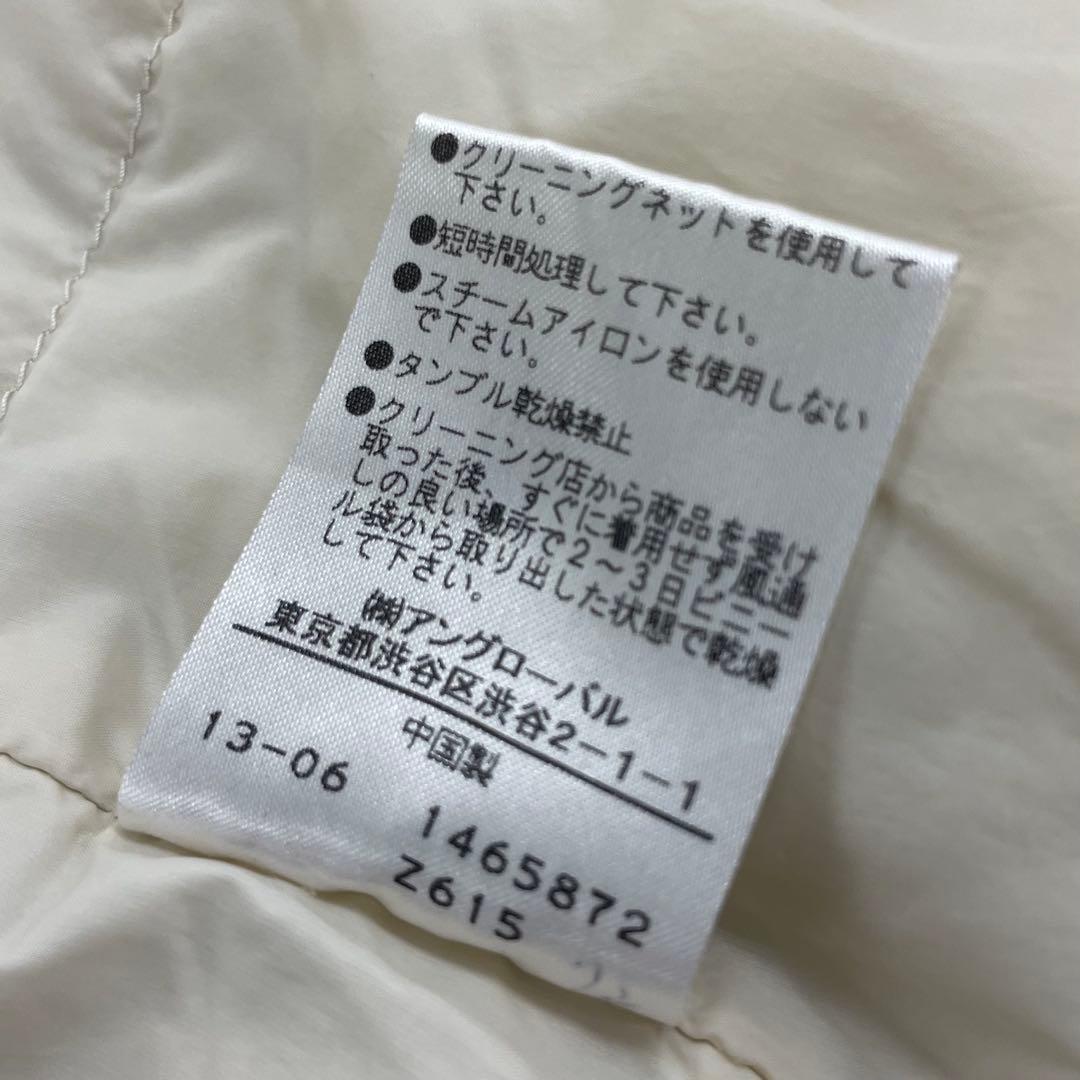 ●クリーニングネットを使用して
下さい。
●短時間処理して下さい。
●スチームアイロンを使用しない
で下さい。
●タンブル乾燥禁止
●クリーニング店から商品を受け
取った後、すぐに着用せず風通
しの良い場所で2～3日ビニー
ル袋から取り出した状態で乾燥
して下さい。
㈱アングローバル
東京都渋谷区渋谷2-1-1
中国製
13-06
1465872
Z615